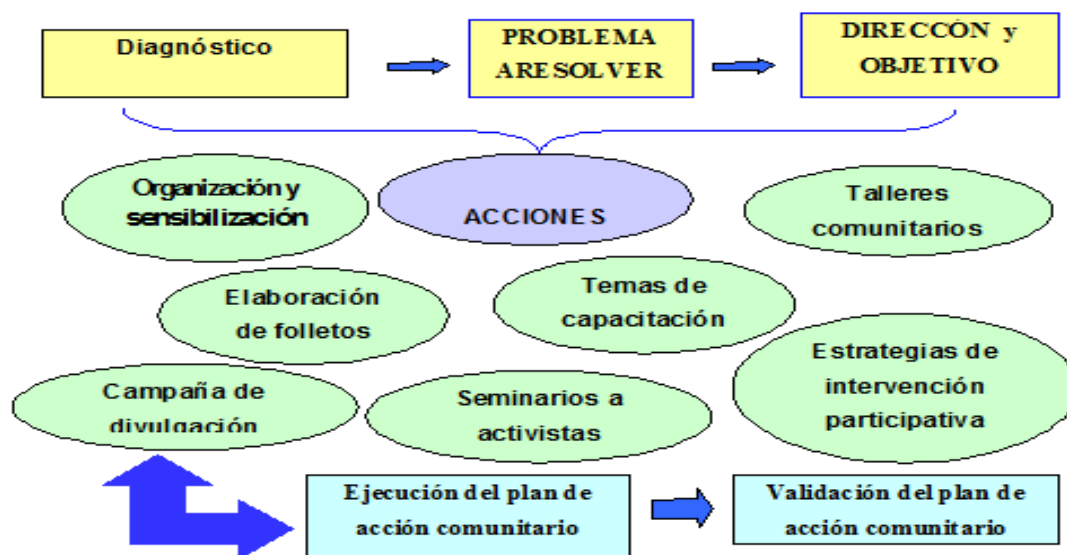 Diagnóstico
PROBLEMA
ARESOLVER
DIRECCÓN y
OBJETIVO
Organización y
sensibilización
ACCIONES
Talleres
comunitarios
Elaboración
de folletos
Temas de
capacitación
Campaña de
divulgación
Seminarios a
activistas
Estrategias de
intervención
participativa
Ejecución del plan de
acción comunitario
Validación del plan de
acción comunitario